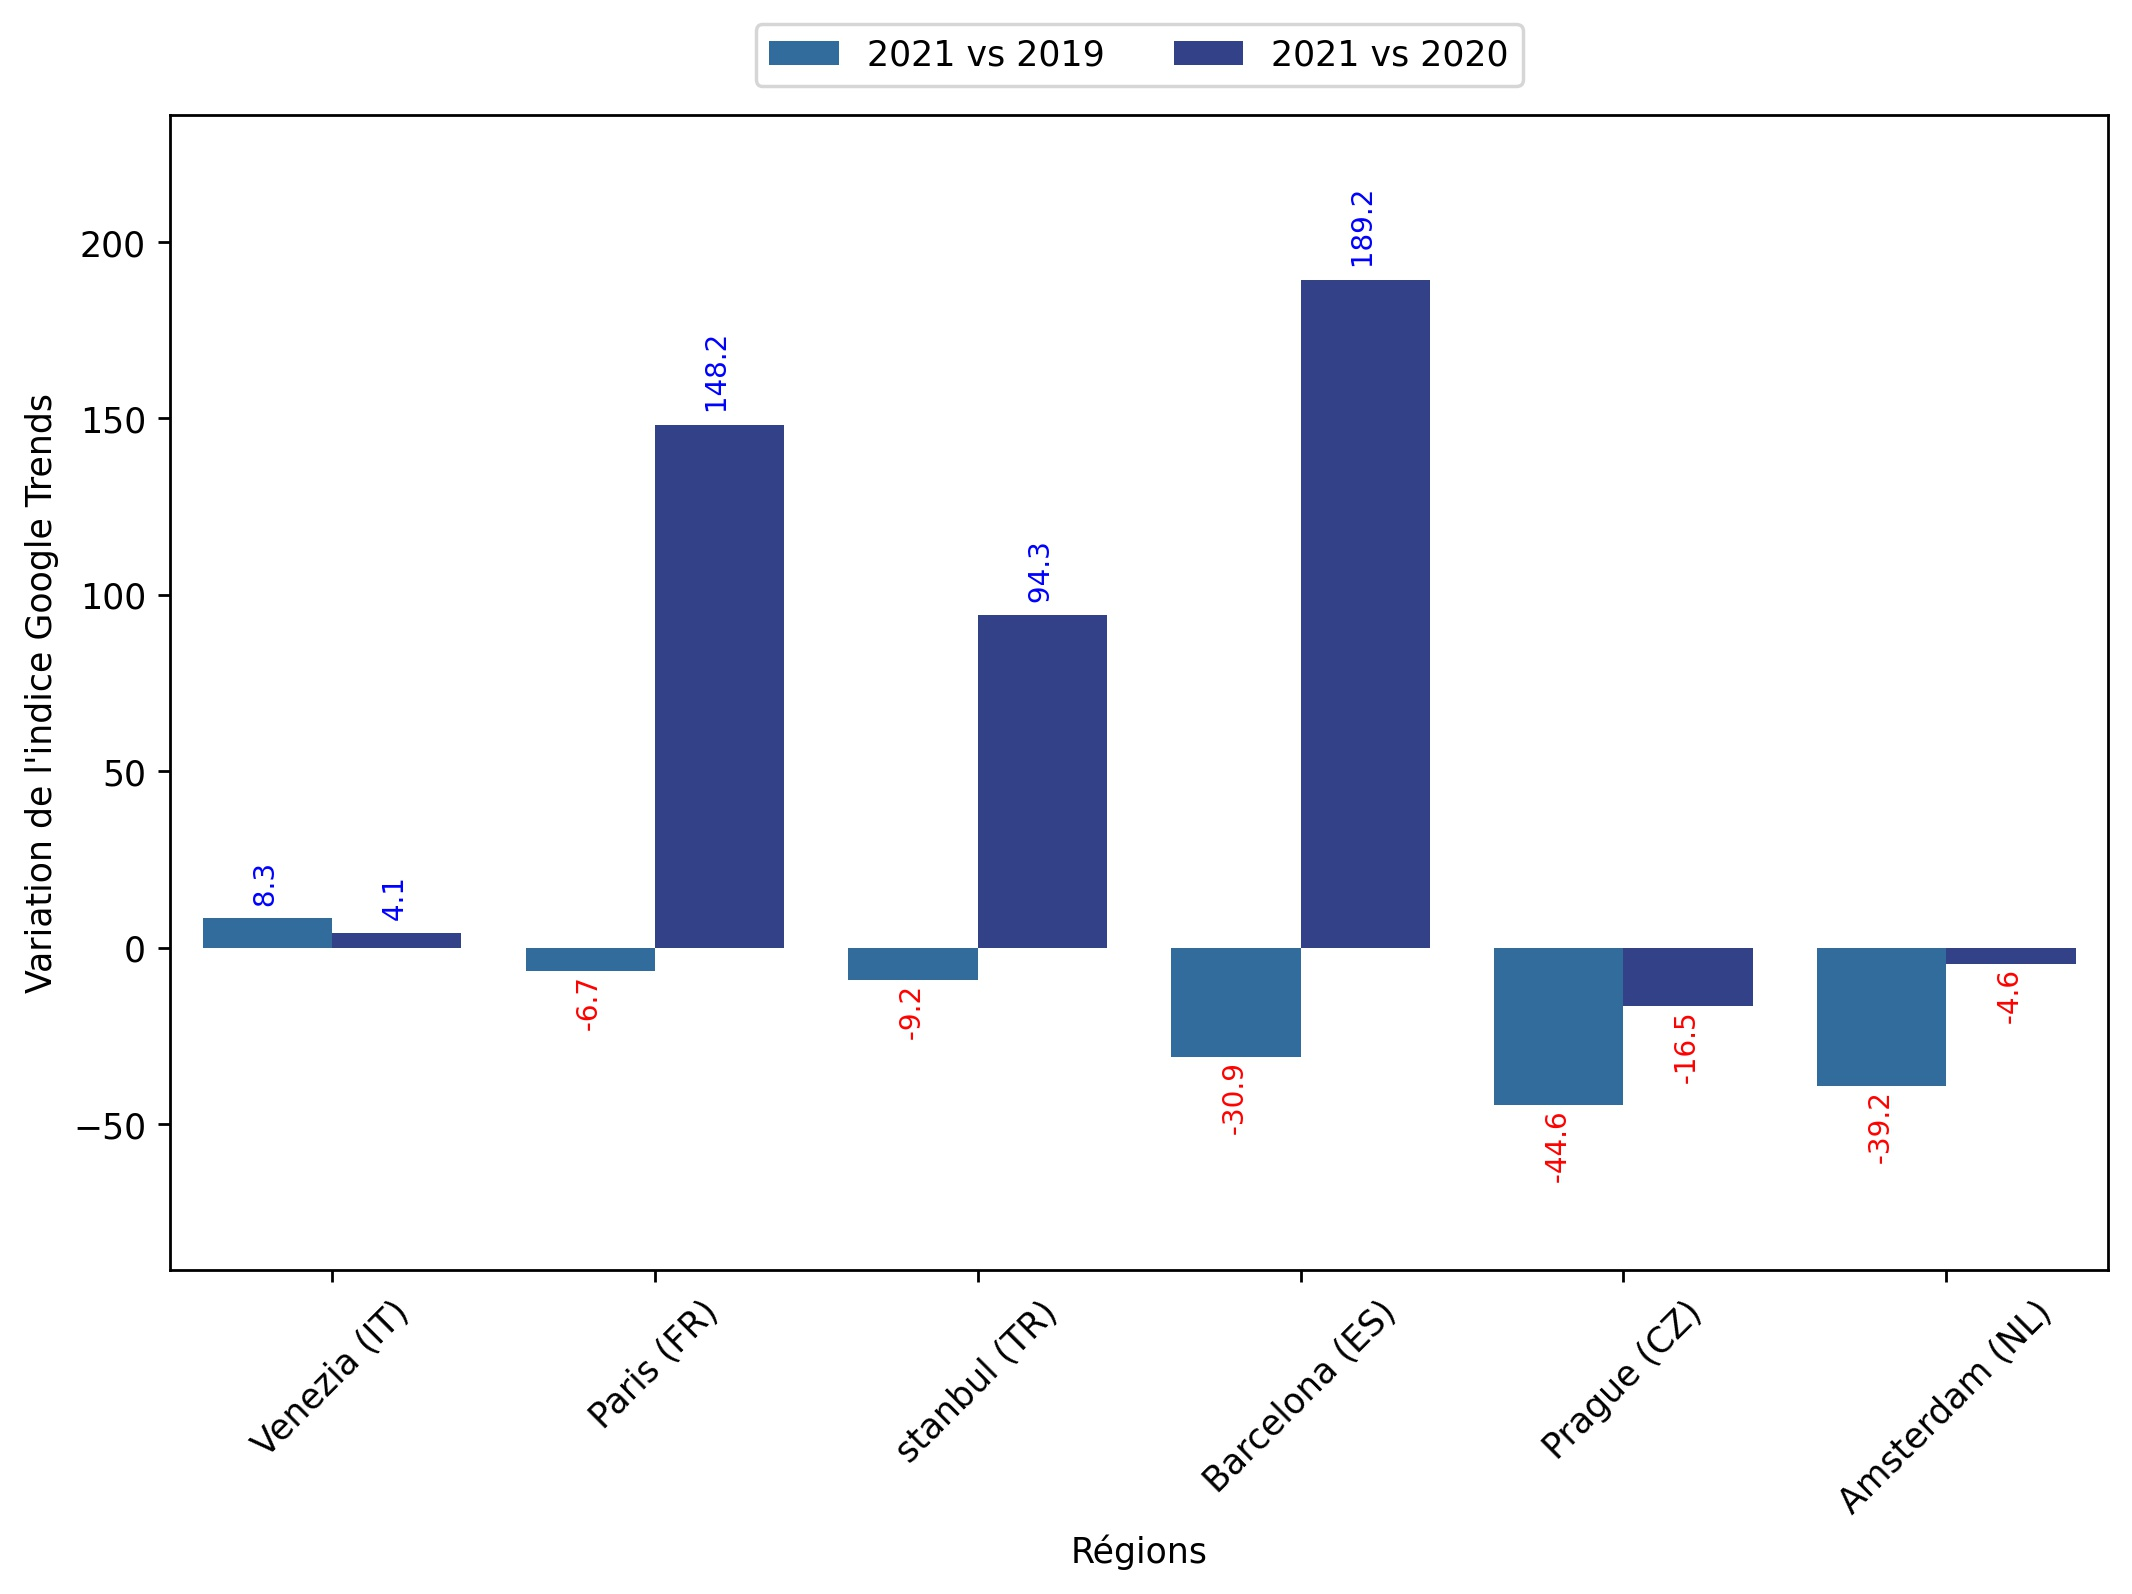 2021 vs 2019
2021 vs 2020
Variation de l'indice Google Trends
200
150
100
50
0
−50
8.3
4.1
-6.7
148.2
-9.2
94.3
-30.9
189.2
-44.6
-16.5
-39.2
-4.6
Venezia (IT)
Paris (FR)
stanbul (TR)
Barcelona (ES)
Prague (CZ)
Amsterdam (NL)
Régions